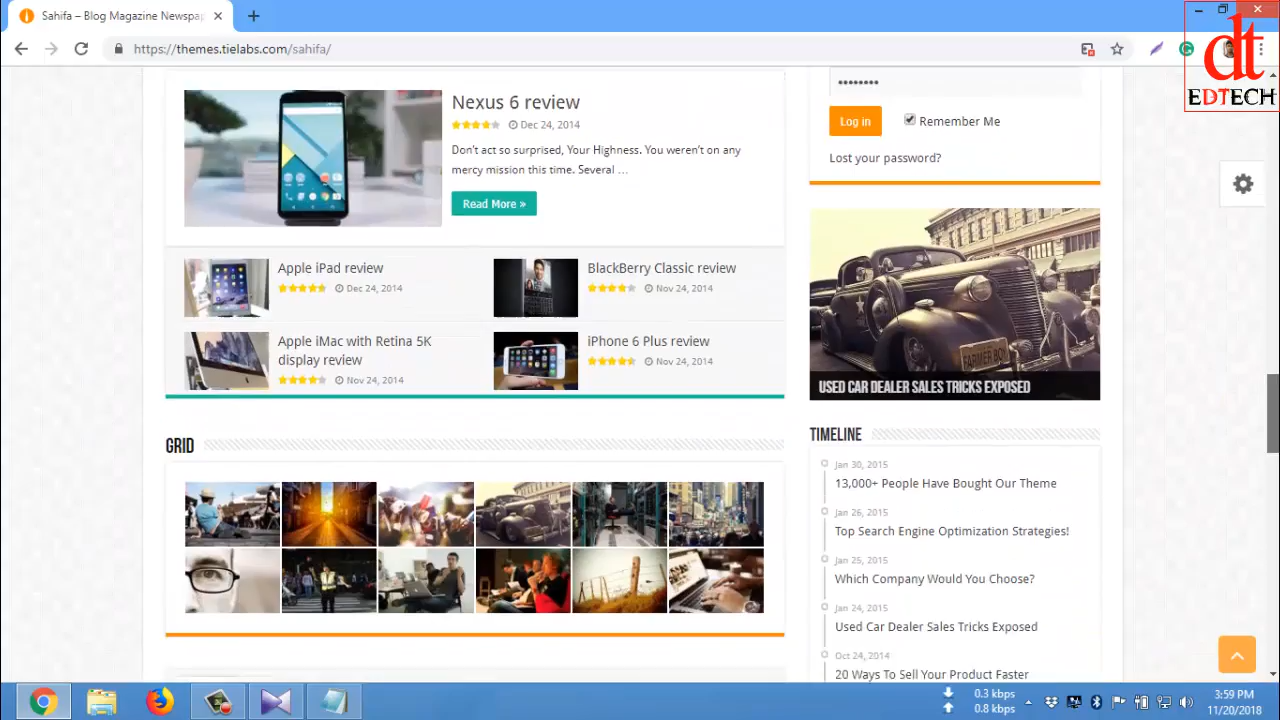 Sahifa – Blog Magazine Newspap
https://themes.tielabs.com/sahifa/
dt
EDTECH
Nexus 6 review
Dec 24, 2014
Don't act so surprised, Your Highness. You weren't on any
mercy mission this time. Several …
Read More »
Apple iPad review
Dec 24, 2014
BlackBerry Classic review
Nov 24, 2014
Apple iMac with Retina 5K
display review
Nov 24, 2014
iPhone 6 Plus review
Nov 24, 2014
GRID
••••••••
Log in
Remember Me
Lost your password?
FARMER BOY
USED CAR DEALER SALES TRICKS EXPOSED
TIMELINE
Jan 30, 2015
13,000+ People Have Bought Our Theme
Jan 26, 2015
Top Search Engine Optimization Strategies!
Jan 25, 2015
Which Company Would You Choose?
Jan 24, 2015
Used Car Dealer Sales Tricks Exposed
Oct 24, 2014
20 Ways To Sell Your Product Faster
0.3 kbps
0.8 kbps
3:59 PM
11/20/2018